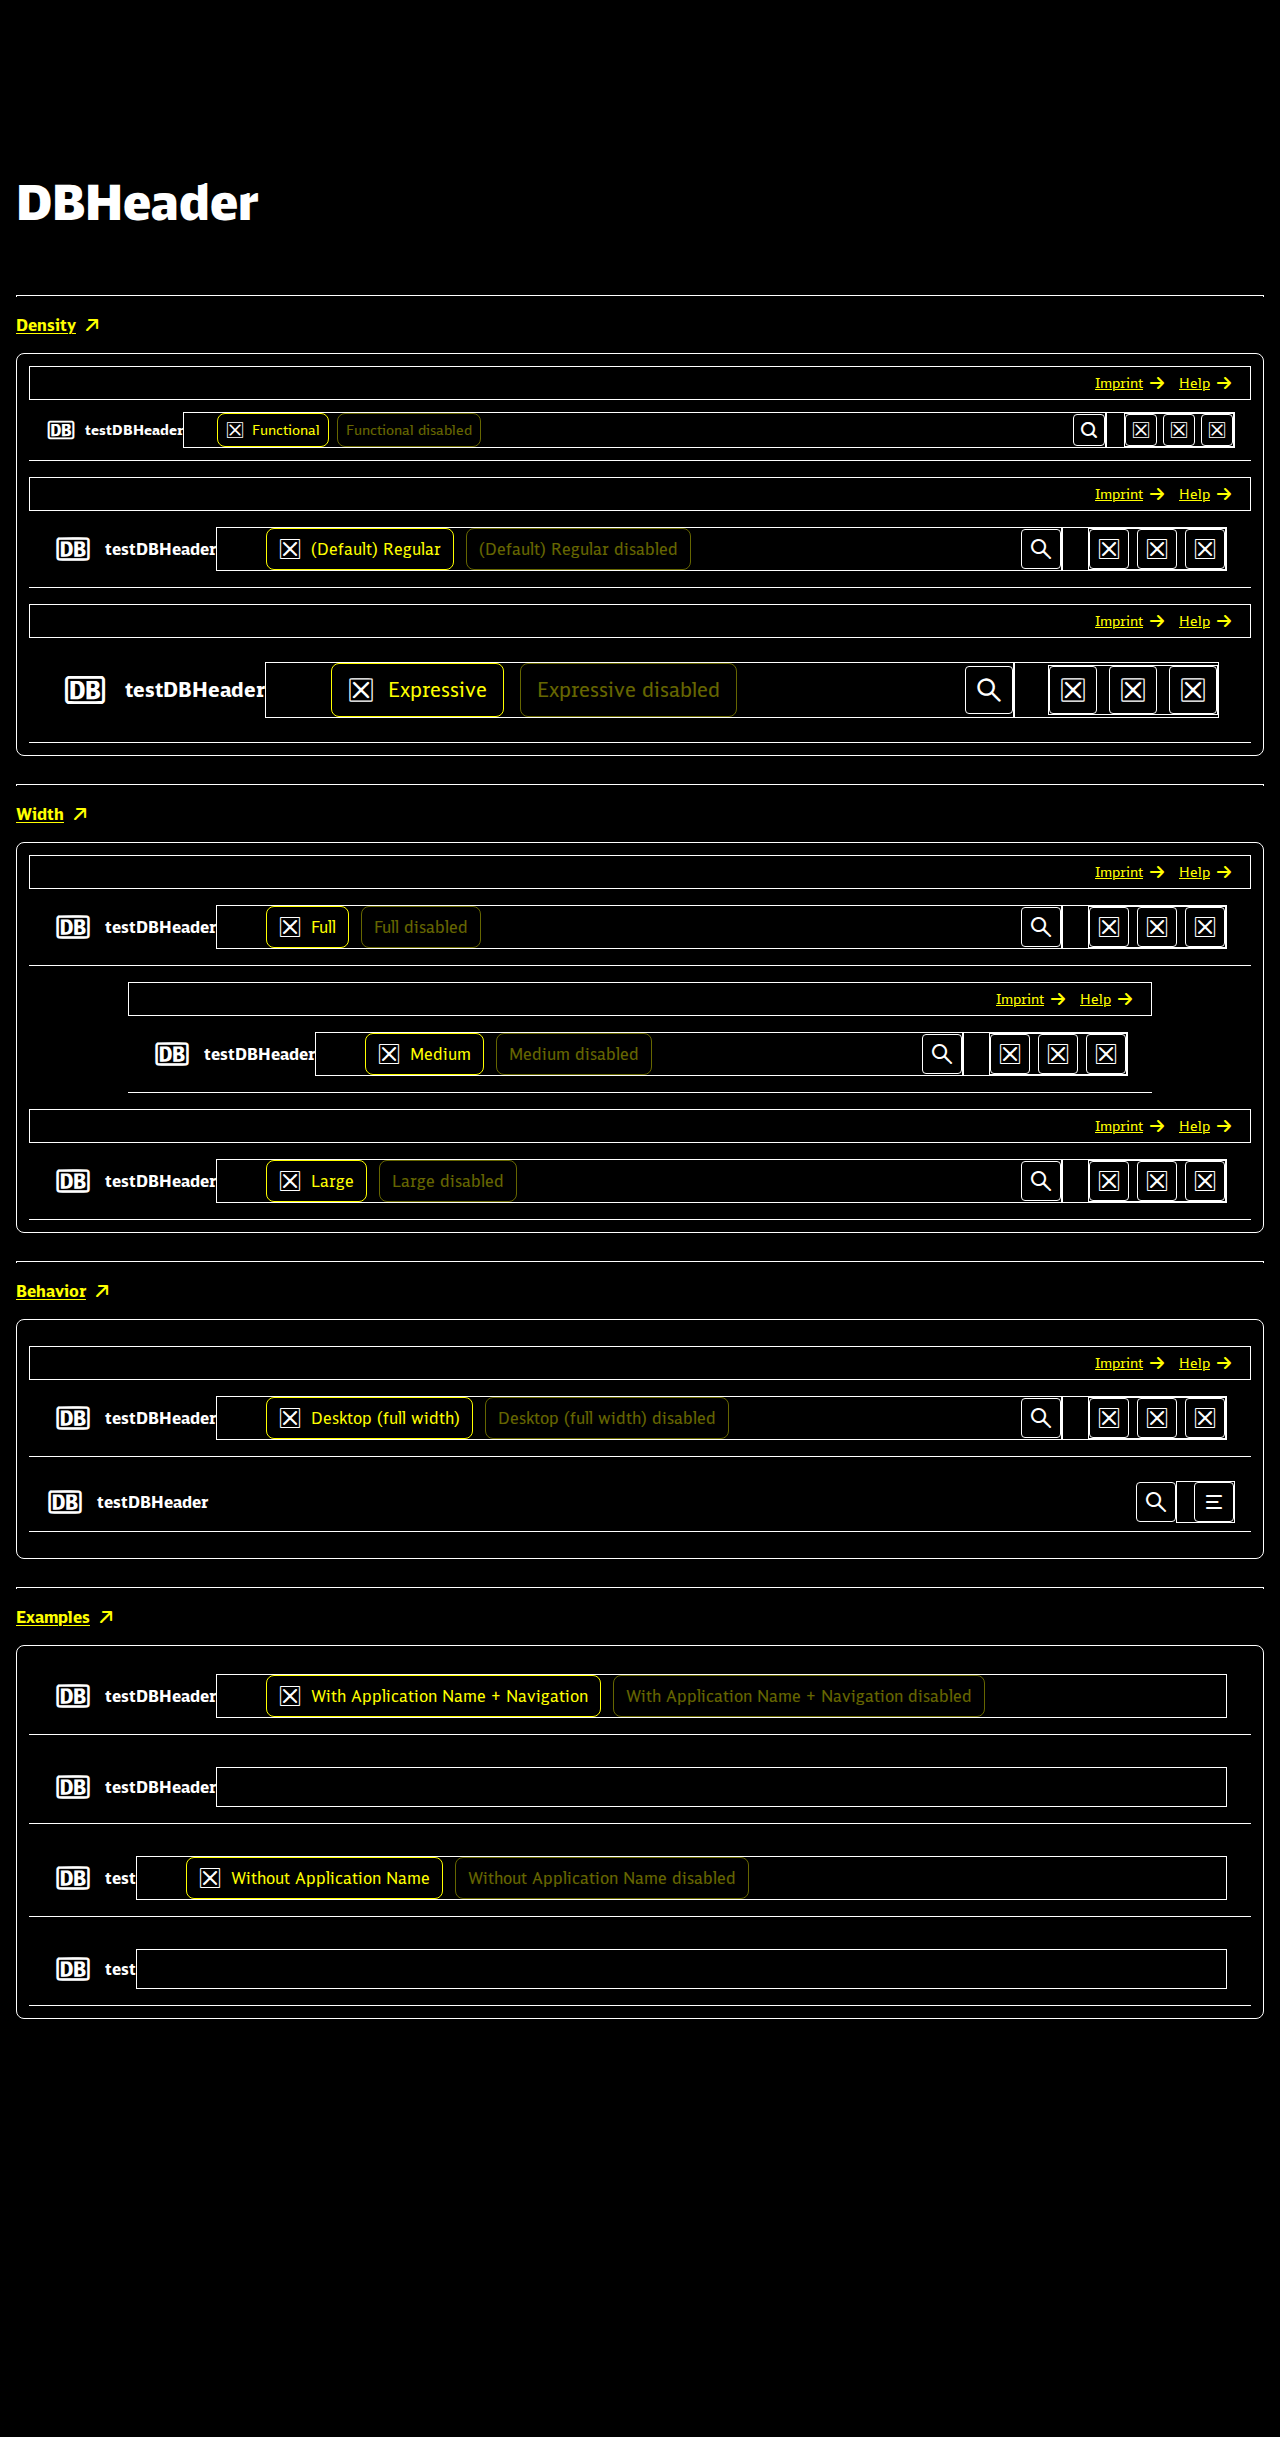 DBHeader
Density
Imprint Help
DB testDBHeader Functional Functional disabled
Imprint Help
DB testDBHeader (Default) Regular (Default) Regular disabled
Imprint Help
DB testDBHeader Expressive Expressive disabled
Width
Imprint Help
DB testDBHeader Full Full disabled
Imprint Help
DB testDBHeader Medium Medium disabled
Imprint Help
DB testDBHeader Large Large disabled
Behavior
Imprint Help
DB testDBHeader Desktop (full width) Desktop (full width) disabled
DB testDBHeader
Examples
DB testDBHeader With Application Name + Navigation With Application Name + Navigation disabled
DB testDBHeader
DB test Without Application Name Without Application Name disabled
DB test